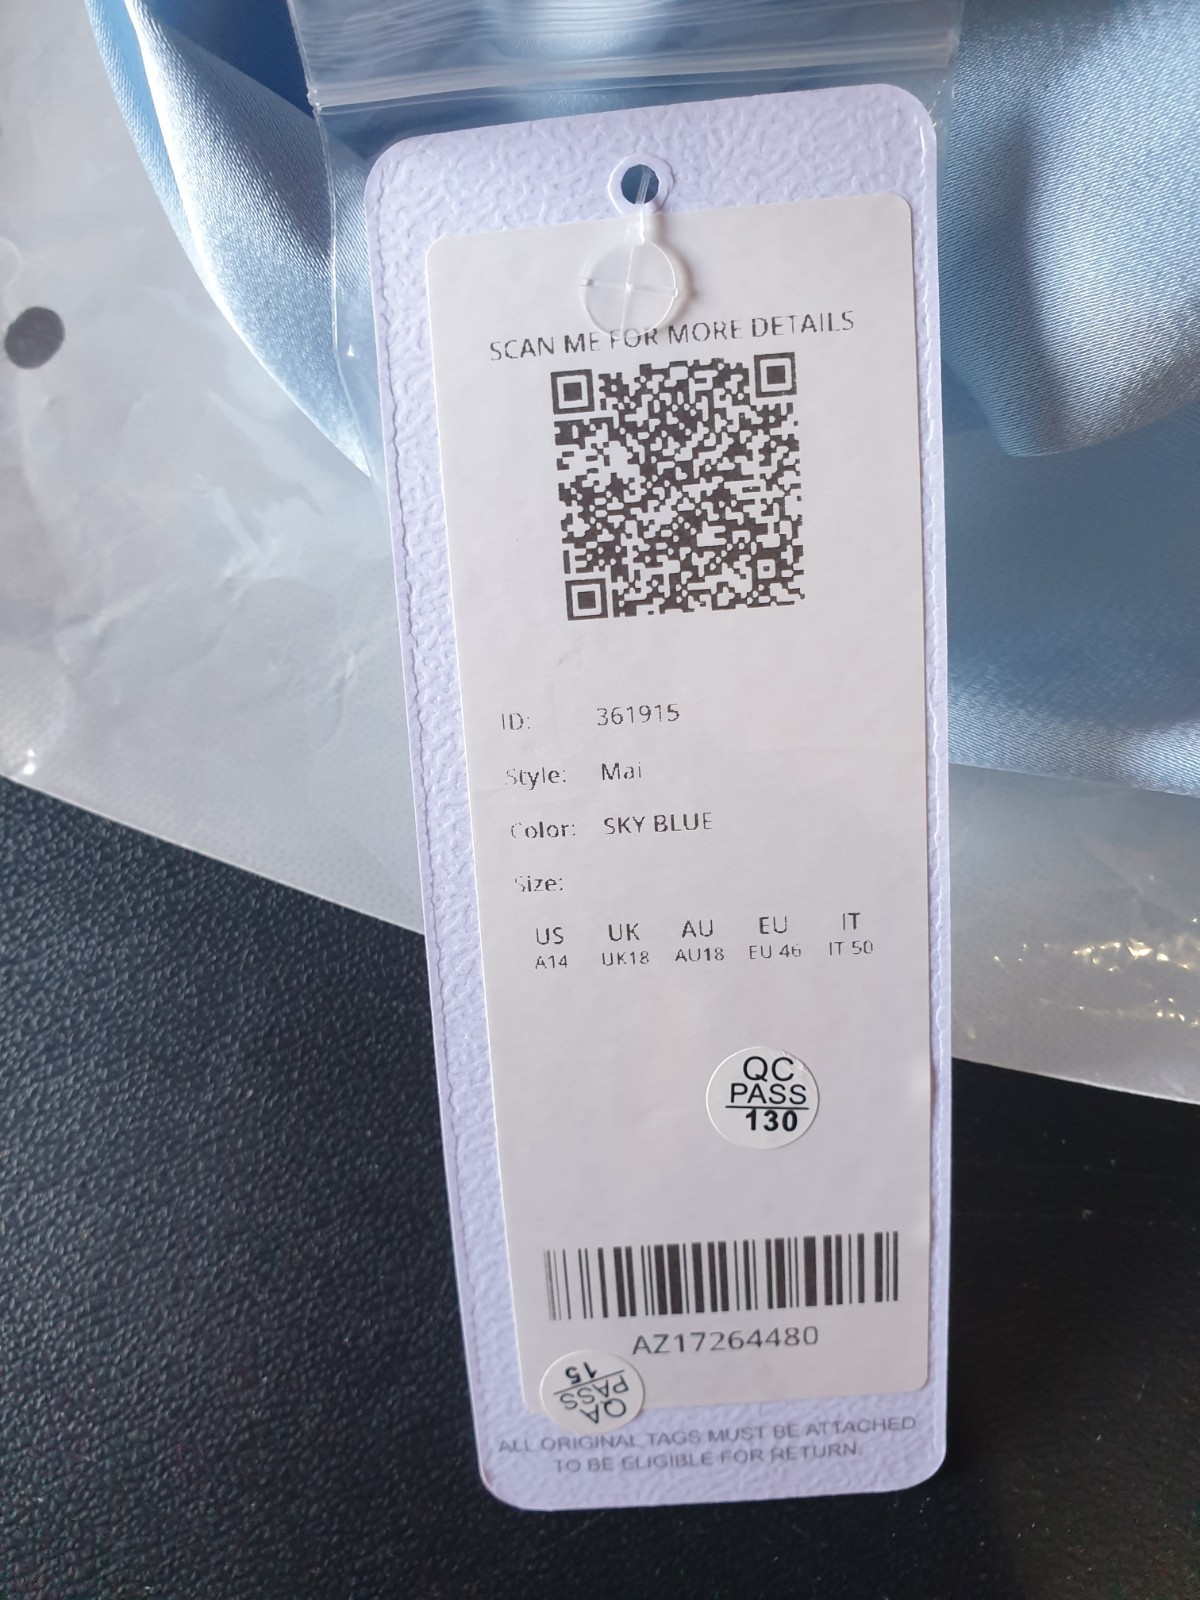 SCAN ME FOR MORE DETAILS
ID: 361915
Style: Mai
Color: SKY BLUE
Size:
US UK AU EU IT
A14 UK18 AU18 EU 46 IT 50
QC
PASS
130
AZ17264480
QA
PASS
15
ALL ORIGINAL TAGS MUST BE ATTACHED
TO BE ELIGIBLE FOR RETURN.